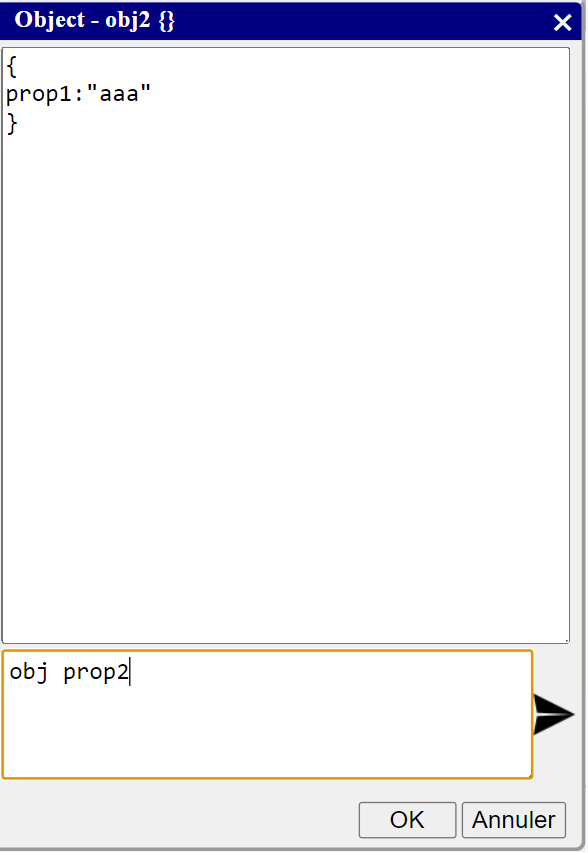 Object - obj2 {}
{
prop1:"aaa"
}
obj prop2
OK
Annuler